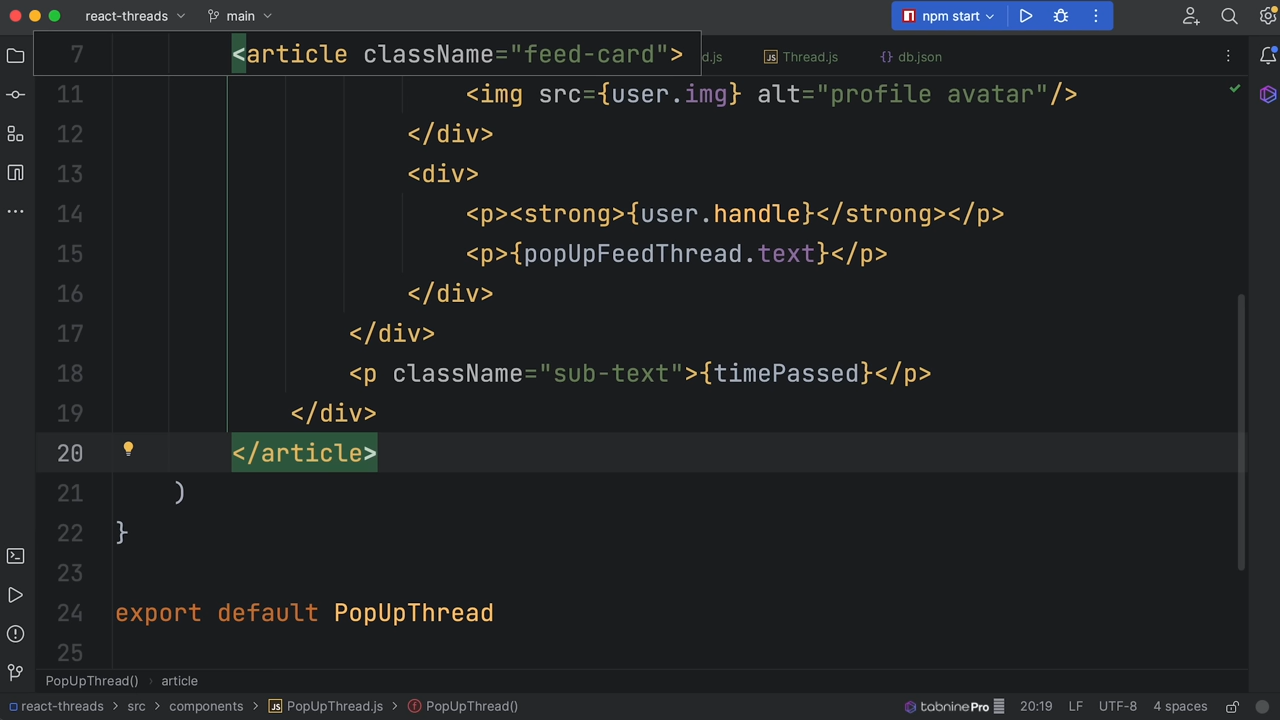 react-threads main npm start
7 <article className="feed-card"> d.js Thread.js {} db.json
11 <img src={user.img} alt="profile avatar"/>
12 </div>
13 <div>
14 <p><strong>{user.handle}</strong></p>
15 <p>{popUpFeedThread.text}</p>
16 </div>
17 </div>
18 <p className="sub-text">{timePassed}</p>
19 </div>
20 </article>
21 )
22 }
23
24 export default PopUpThread
25
PopUpThread() › article
react-threads › src › components › JS PopUpThread.js › f PopUpThread() tabnine Pro 20:19 LF UTF-8 4 spaces